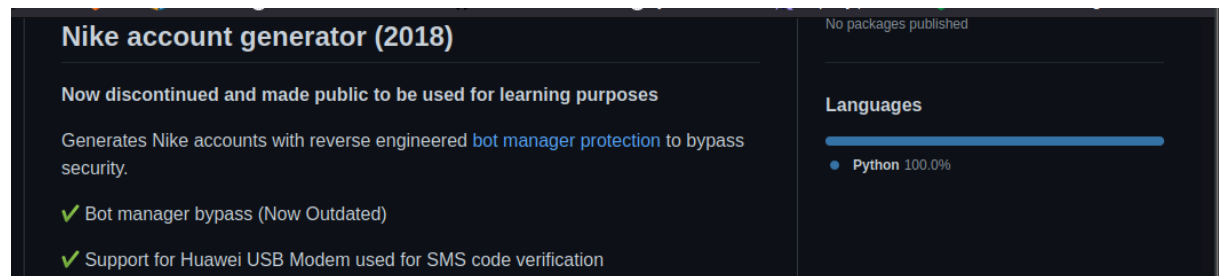 Nike account generator (2018)
No packages published
Now discontinued and made public to be used for learning purposes
Languages
Generates Nike accounts with reverse engineered bot manager protection to bypass
security.
Python 100.0%
Bot manager bypass (Now Outdated)
Support for Huawei USB Modem used for SMS code verification